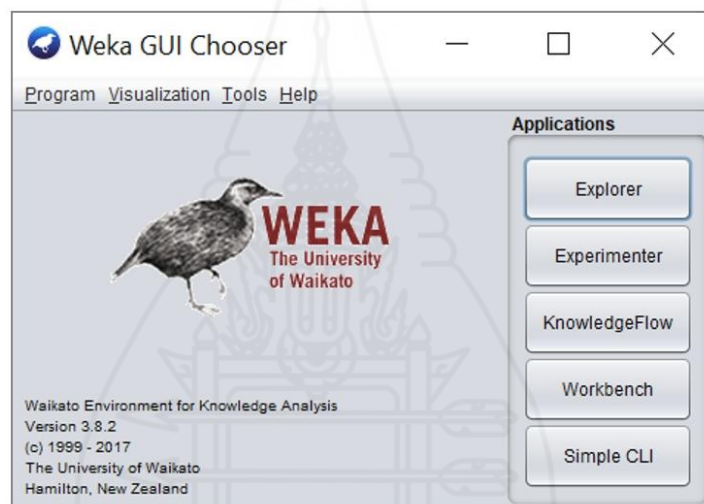 Weka GUI Chooser
Program Visualization Tools Help
Applications
WEKA
The University
of Waikato
Explorer
Experimenter
KnowledgeFlow
Workbench
Simple CLI
Waikato Environment for Knowledge Analysis
Version 3.8.2
(c) 1999 - 2017
The University of Waikato
Hamilton, New Zealand